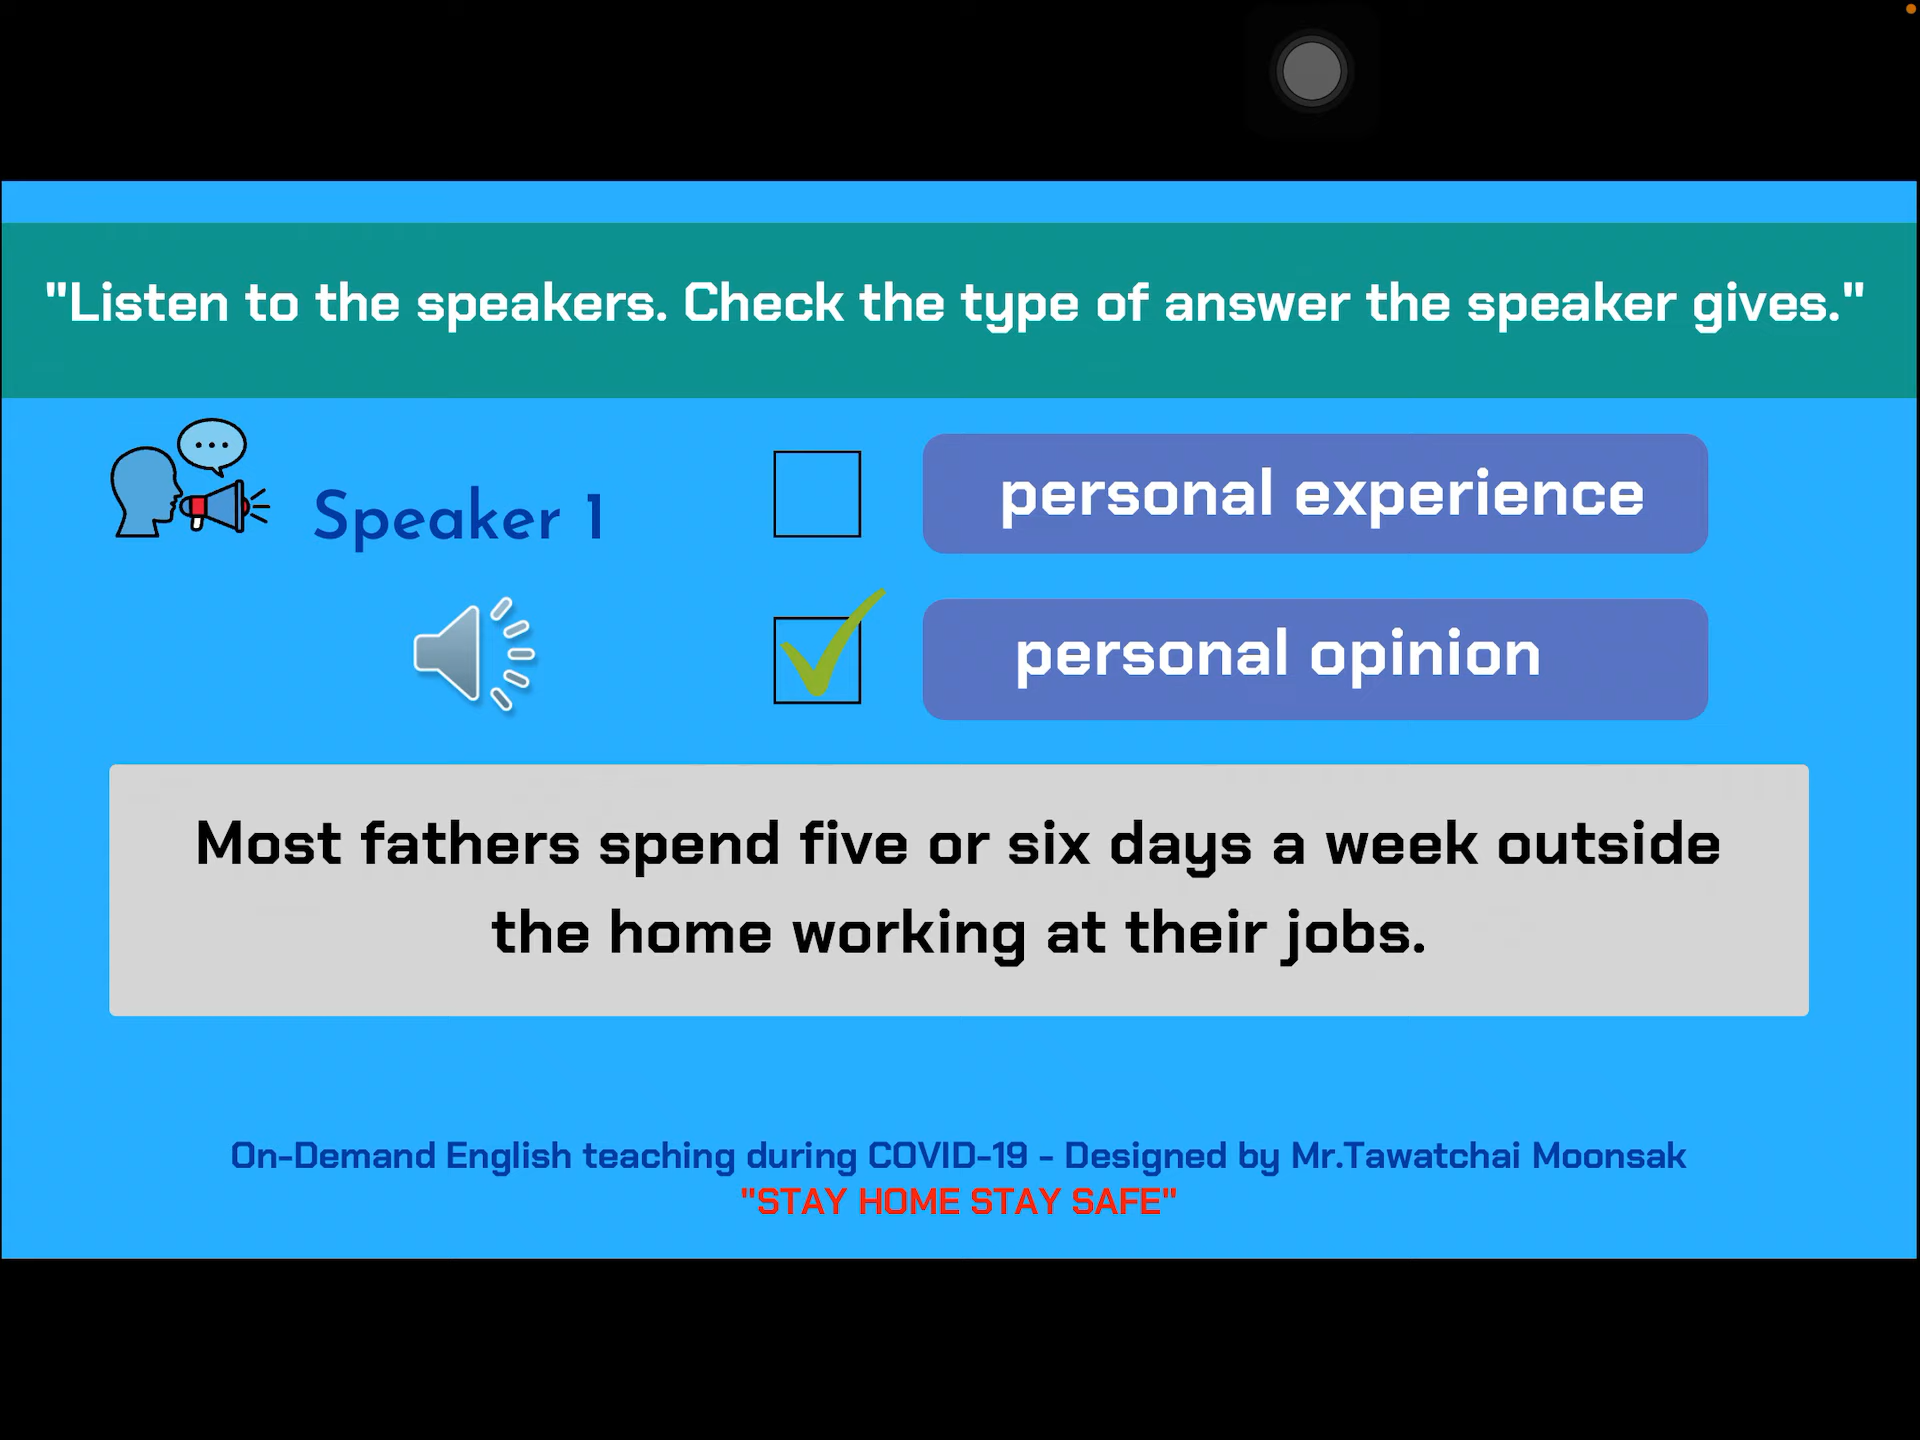 "Listen to the speakers. Check the type of answer the speaker gives."
Speaker 1
personal experience
personal opinion
Most fathers spend five or six days a week outside
the home working at their jobs.
On-Demand English teaching during COVID-19 - Designed by Mr.Tawatchai Moonsak
"STAY HOME STAY SAFE"